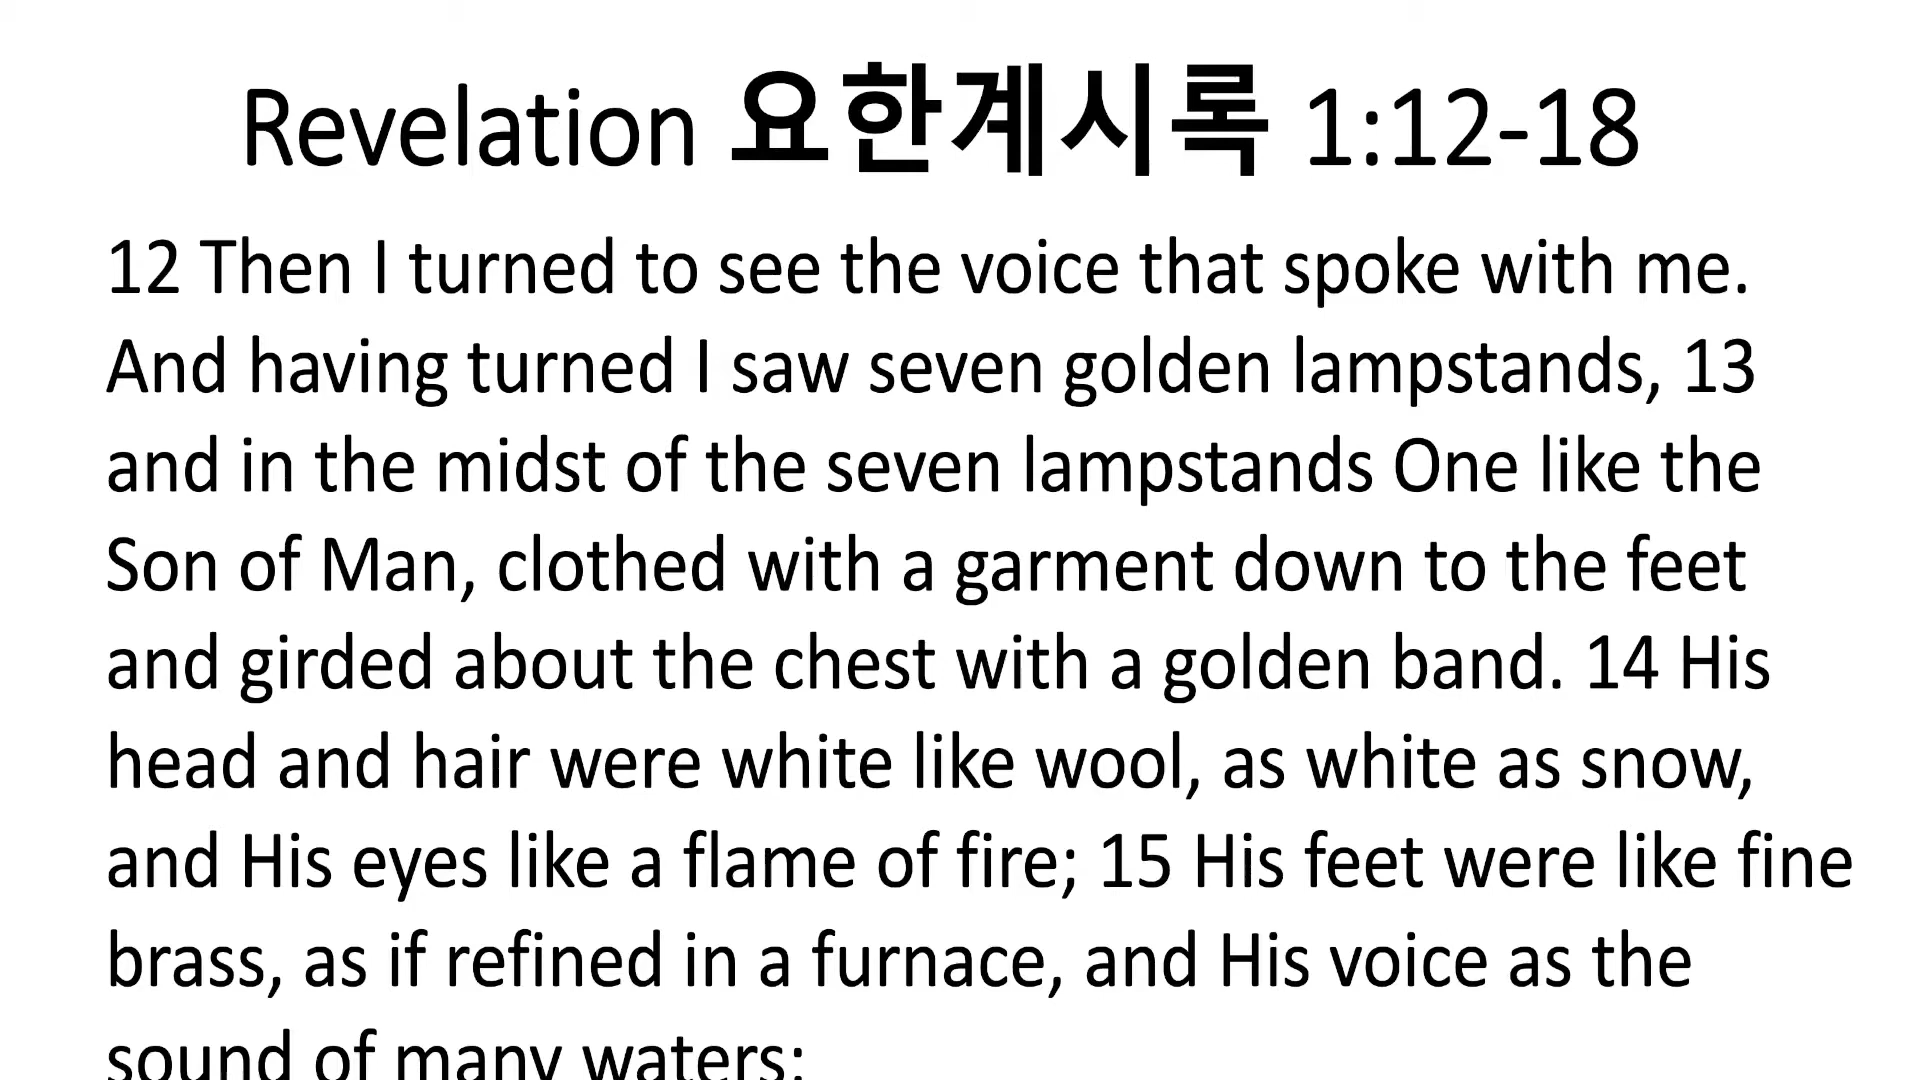 Revelation 요한계시록 1:12-18
12 Then I turned to see the voice that spoke with me.
And having turned I saw seven golden lampstands, 13
and in the midst of the seven lampstands One like the
Son of Man, clothed with a garment down to the feet
and girded about the chest with a golden band. 14 His
head and hair were white like wool, as white as snow,
and His eyes like a flame of fire; 15 His feet were like fine
brass, as if refined in a furnace, and His voice as the
sound of many waters;